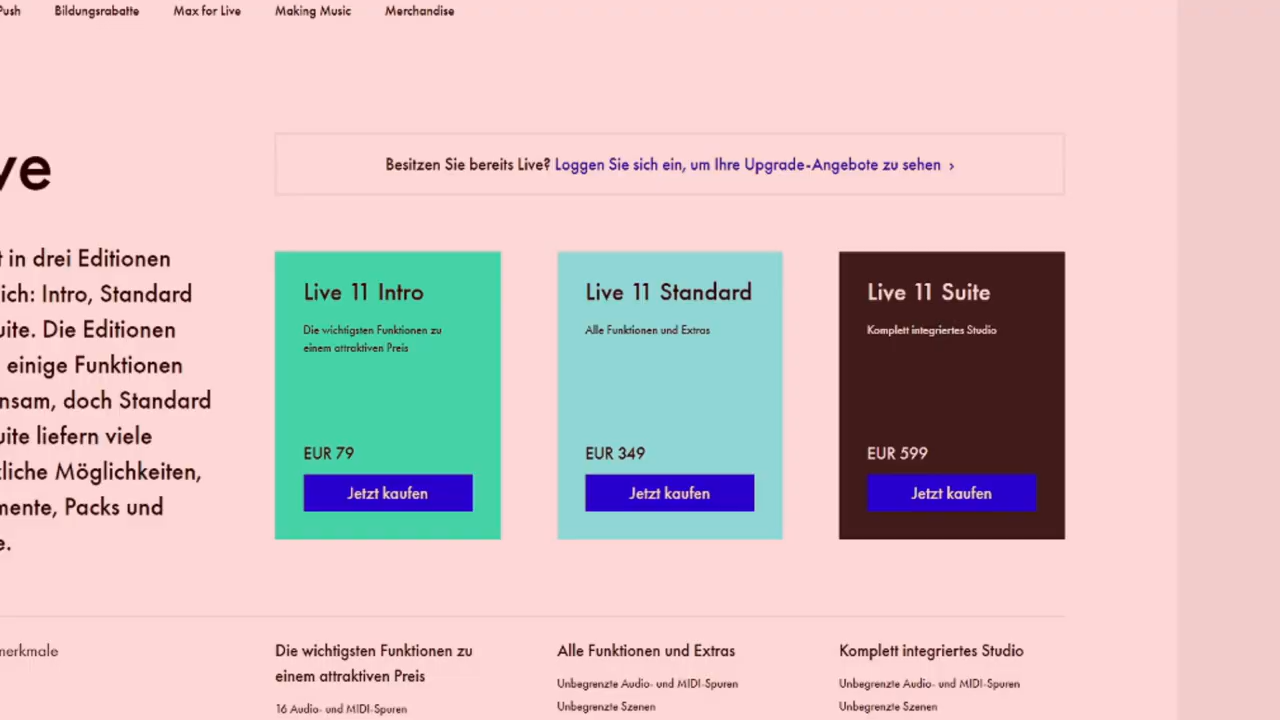 Push Bildungsrabatte Max for Live Making Music Merchandise
Besitzen Sie bereits Live? Loggen Sie sich ein, um Ihre Upgrade-Angebote zu sehen ›
ve
t in drei Editionen
ich: Intro, Standard
uite. Die Editionen
einige Funktionen
nsam, doch Standard
uite liefern viele
liche Möglichkeiten,
mente, Packs und
e.
Live 11 Intro
Die wichtigsten Funktionen zu
einem attraktiven Preis
EUR 79
Jetzt kaufen
Live 11 Standard
Alle Funktionen und Extras
EUR 349
Jetzt kaufen
Live 11 Suite
Komplett integriertes Studio
EUR 599
Jetzt kaufen
merkmale
Die wichtigsten Funktionen zu
einem attraktiven Preis
16 Audio- und MIDI-Spuren
Alle Funktionen und Extras
Unbegrenzte Audio- und MIDI-Spuren
Unbegrenzte Szenen
Komplett integriertes Studio
Unbegrenzte Audio- und MIDI-Spuren
Unbegrenzte Szenen